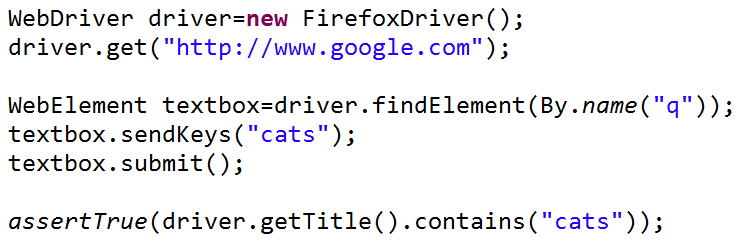 WebDriver driver=new FirefoxDriver();
driver.get("http://www.google.com");
WebElement textbox=driver.findElement(By.name("q"));
textbox.sendKeys("cats");
textbox.submit();
assertTrue(driver.getTitle().contains("cats"));